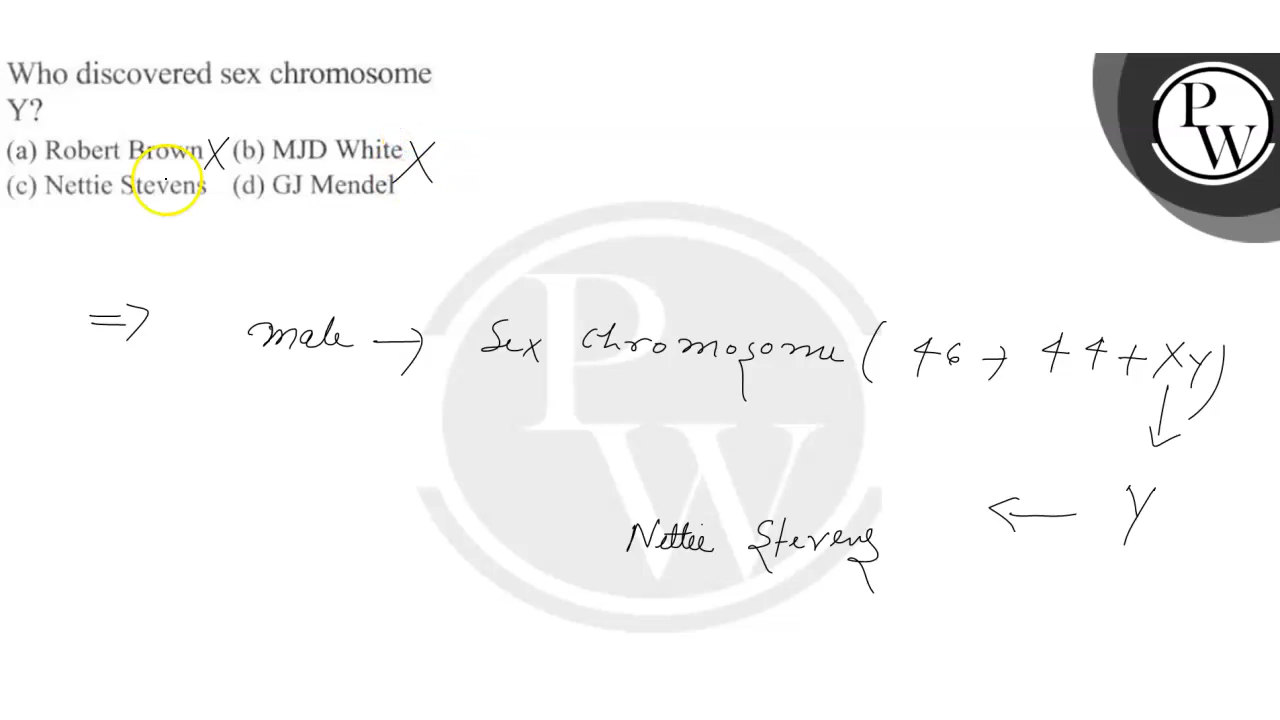 Who discovered sex chromosome
Y?
(a) Robert Brown X (b) MJD White X
(c) Nettie Stevens (d) GJ Mendel
P
W
=> male → Sex chromosome (46 → 44+XY)
Y
← 
Nettie Stevens
PW